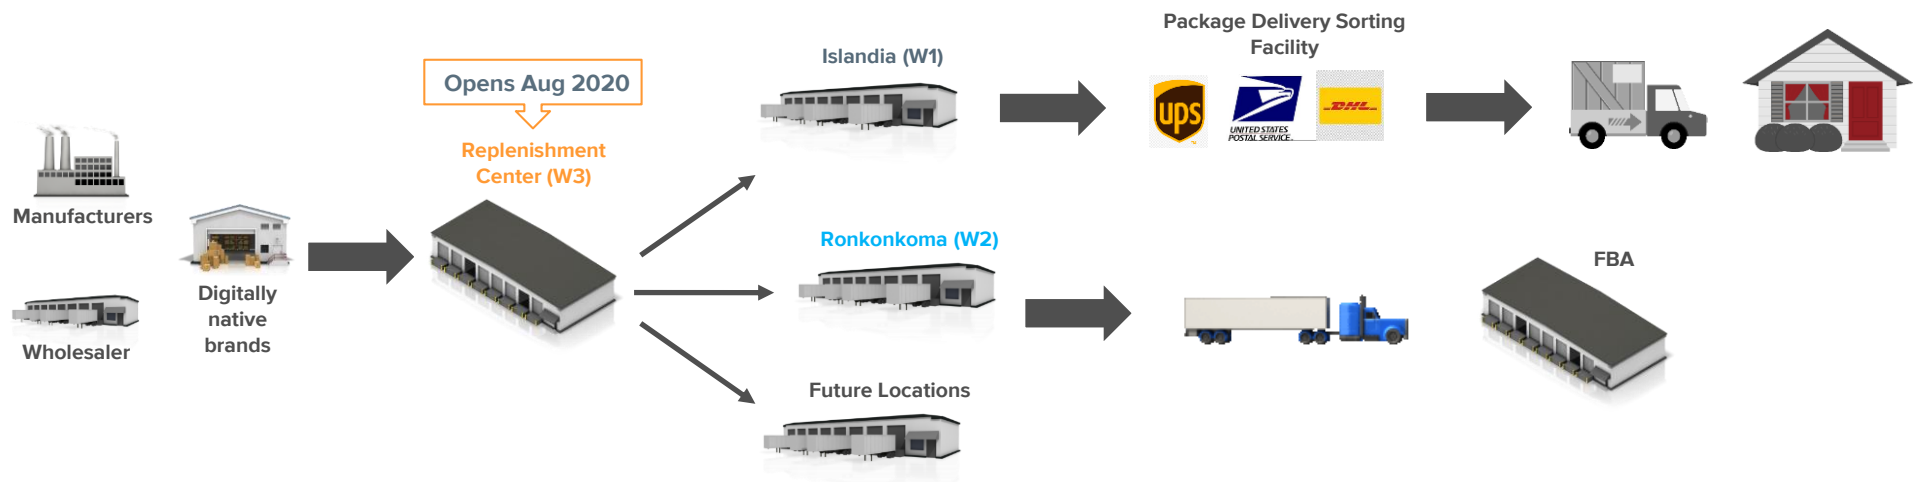 Package Delivery Sorting
Facility
Islandia (W1)
Opens Aug 2020
ups
UNITED STATES
POSTAL SERVICE
DHL
Replenishment
Center (W3)
Manufacturers
Ronkonkoma (W2)
FBA
Digitally
native
brands
Wholesaler
Future Locations